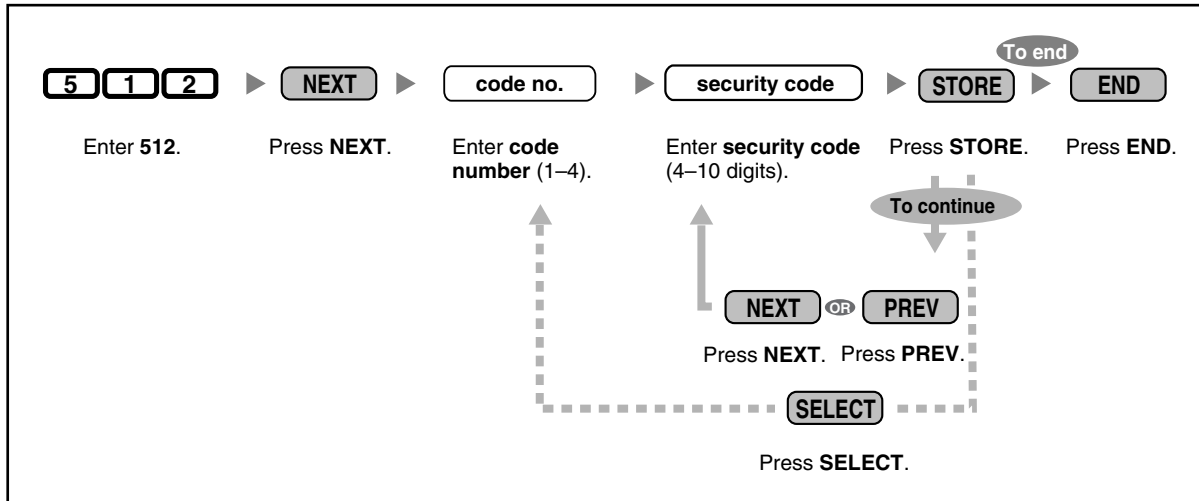 To end
5 1 2 NEXT code no. security code STORE END
Enter 512. Press NEXT. Enter code number (1–4). Enter security code (4–10 digits). Press STORE. Press END.
To continue
NEXT OR PREV
Press NEXT. Press PREV.
SELECT
Press SELECT.